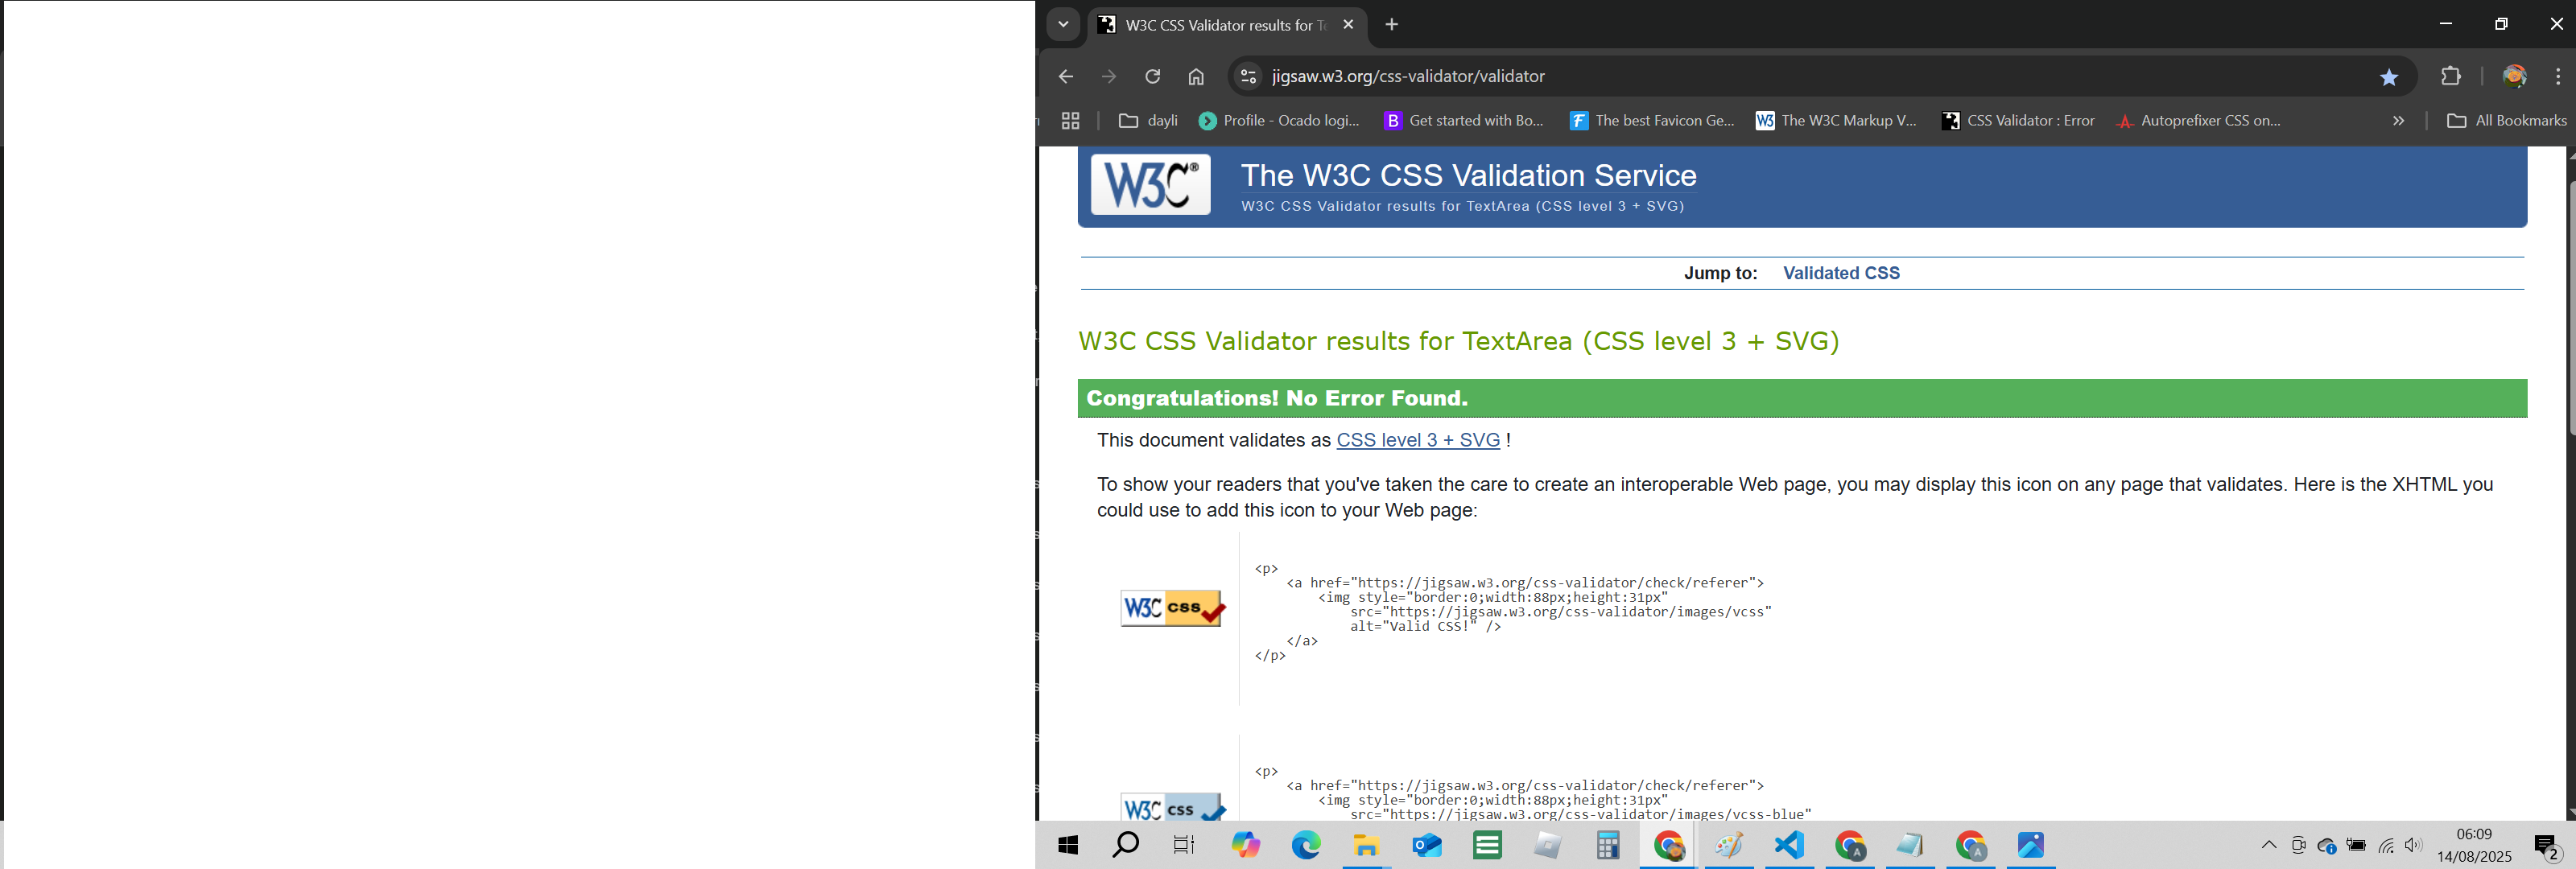 W3C CSS Validator results for Te
jigsaw.w3.org/css-validator/validator
dayli
Profile - Ocado logi...
B
Get started with Bo...
F
The best Favicon Ge...
W3
The W3C Markup V...
CSS Validator : Error
Autoprefixer CSS on...
All Bookmarks
W3C®
The W3C CSS Validation Service
W3C CSS Validator results for TextArea (CSS level 3 + SVG)
Jump to: Validated CSS
W3C CSS Validator results for TextArea (CSS level 3 + SVG)
Congratulations! No Error Found.
This document validates as CSS level 3 + SVG !
To show your readers that you've taken the care to create an interoperable Web page, you may display this icon on any page that validates. Here is the XHTML you
could use to add this icon to your Web page:
W3C css
<p>
<a href="https://jigsaw.w3.org/css-validator/check/referer">
<img style="border:0;width:88px;height:31px"
src="https://jigsaw.w3.org/css-validator/images/vcss"
alt="Valid CSS!" />
</a>
</p>
W3C css
<p>
<a href="https://jigsaw.w3.org/css-validator/check/referer">
<img style="border:0;width:88px;height:31px"
src="https://jigsaw.w3.org/css-validator/images/vcss-blue"
A
A
06:09
14/08/2025
2